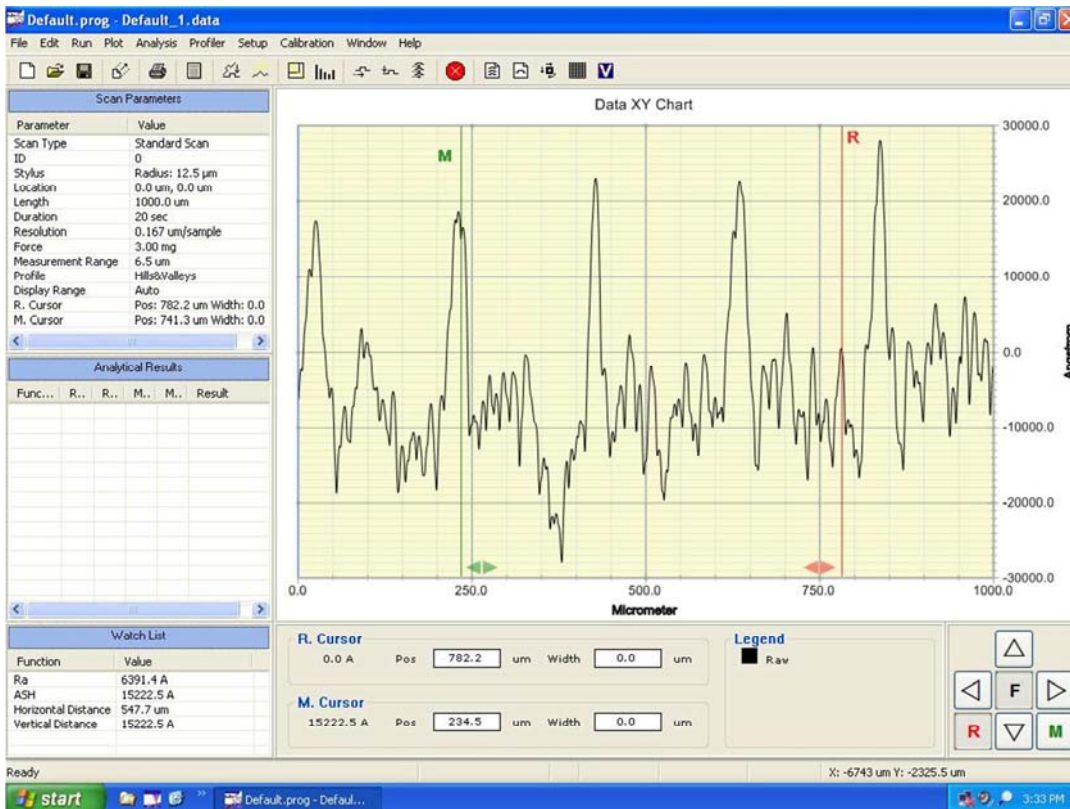 Default.prog - Default_1.data
File Edit Run Plot Analysis Profiler Setup Calibration Window Help
Scan Parameters
Parameter Value
Scan Type Standard Scan
ID 0
Stylus Radius: 12.5 µm
Location 0.0 um, 0.0 um
Length 1000.0 um
Duration 20 sec
Resolution 0.167 um/sample
Force 3.00 mg
Measurement Range 6.5 um
Profile Hills&Valleys
Display Range Auto
R. Cursor Pos: 782.2 um Width: 0.0
M. Cursor Pos: 741.3 um Width: 0.0
Analytical Results
Func... R.. R.. M.. M.. Result
Watch List
Function Value
Ra 6391.4 A
ASH 15222.5 A
Horizontal Distance 547.7 um
Vertical Distance 15222.5 A
Data XY Chart
M
R
30000.0
20000.0
10000.0
0.0
-10000.0
-20000.0
-30000.0
Angstrom
0.0 250.0 500.0 750.0 1000.0
Micrometer
R. Cursor
0.0 A Pos 782.2 um Width 0.0 um
M. Cursor
15222.5 A Pos 234.5 um Width 0.0 um
Legend
Raw
F
R M
Ready
X: -6743 um Y: -2325.5 um
start
Default.prog - Defaul...
3:33 PM